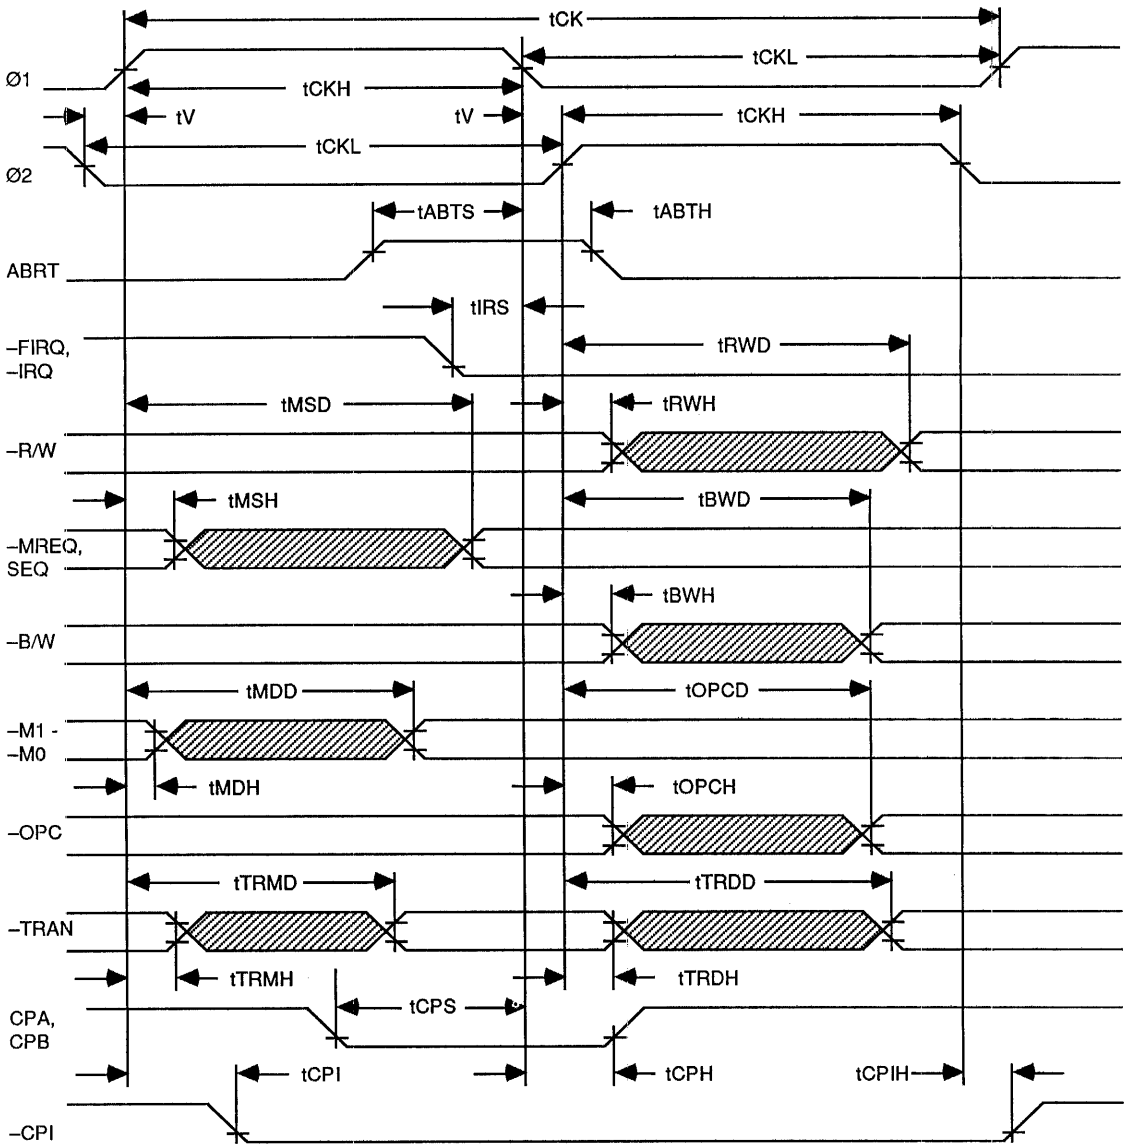 tCK
tCKL
Ø1
tCKH
tV
tV
tCKH
tCKL
Ø2
tABTS
tABTH
ABRT
tIRS
–FIRQ,
–IRQ
tRWD
tMSD
tRWH
–R/W
tMSH
tBWD
–MREQ,
SEQ
tBWH
–B/W
tMDD
tOPCD
–M1 -
–M0
tMDH
tOPCH
–OPC
tTRMD
tTRDD
–TRAN
tTRMH
tTRDH
CPA,
CPB
tCPS
tCPI
tCPH
tCPIH
–CPI